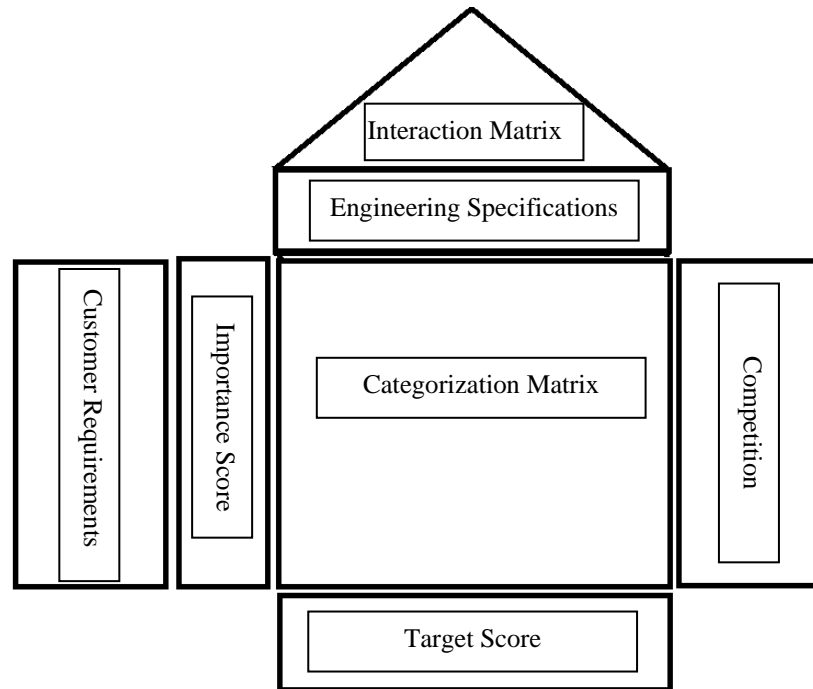 Interaction Matrix
Engineering Specifications
Customer Requirements
Importance Score
Categorization Matrix
Competition
Target Score